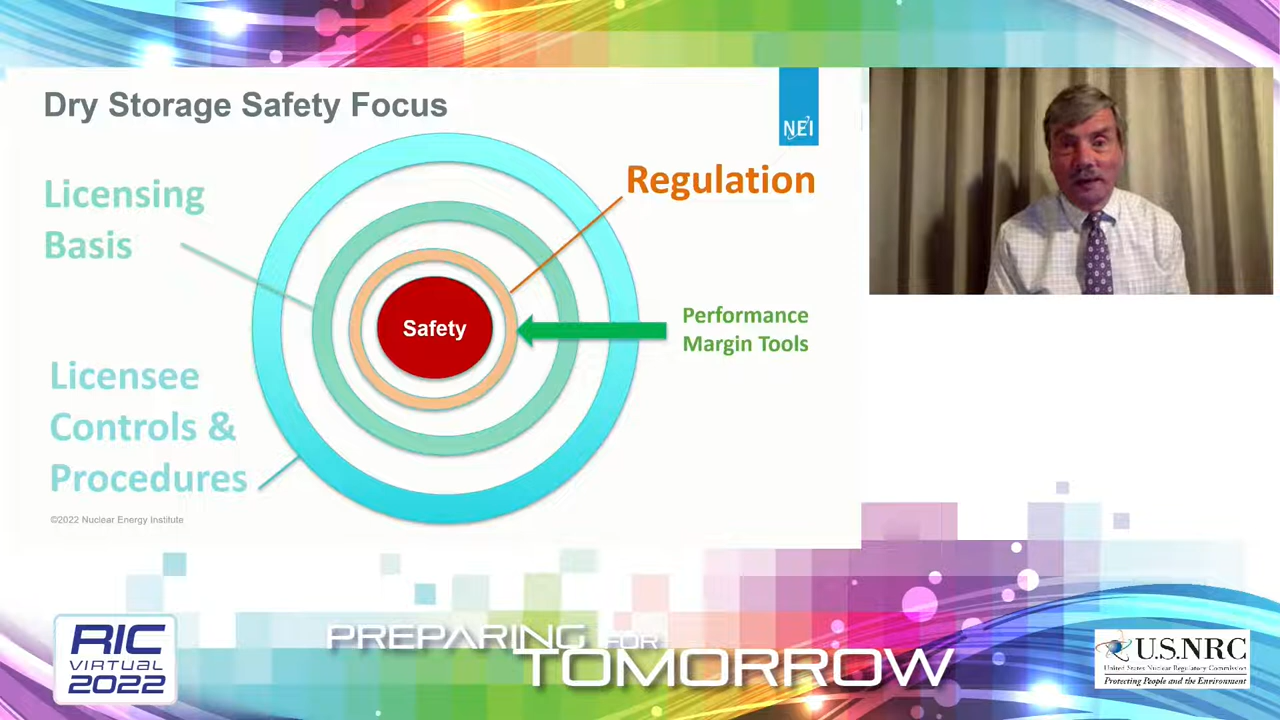 Dry Storage Safety Focus
NEI
Licensing
Basis
Regulation
Safety
Performance
Margin Tools
Licensee
Controls &
Procedures
©2022 Nuclear Energy Institute
RIC
VIRTUAL
2022
PREPARING FOR
TOMORROW
U.S.NRC
United States Nuclear Regulatory Commission
Protecting People and the Environment